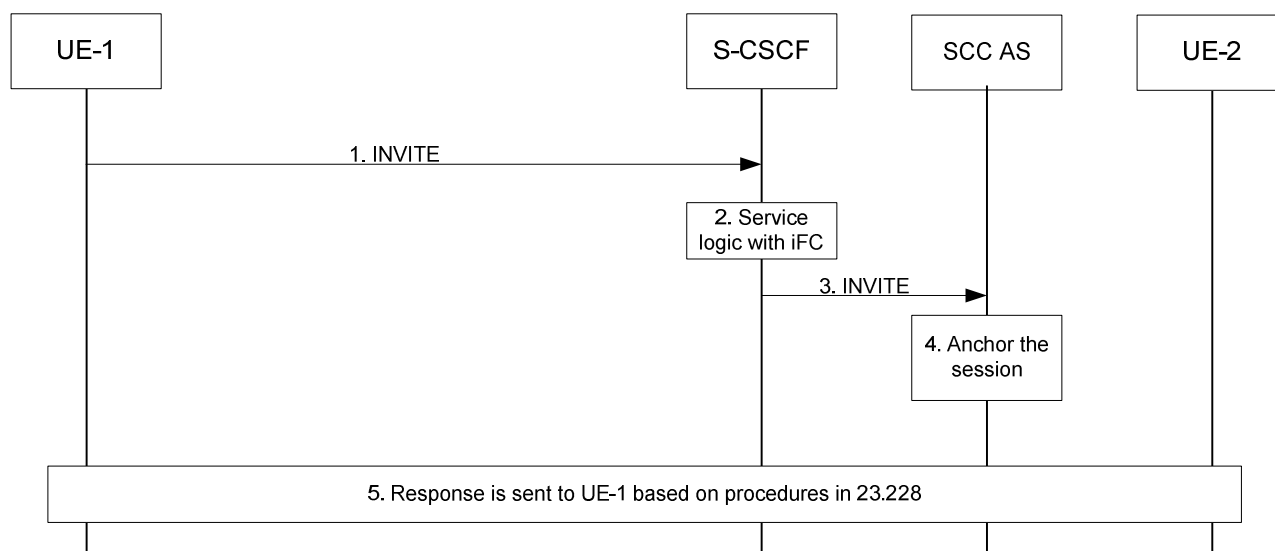 UE-1
S-CSCF
SCC AS
UE-2
1. INVITE
2. Service
logic with iFC
3. INVITE
4. Anchor the
session
5. Response is sent to UE-1 based on procedures in 23.228